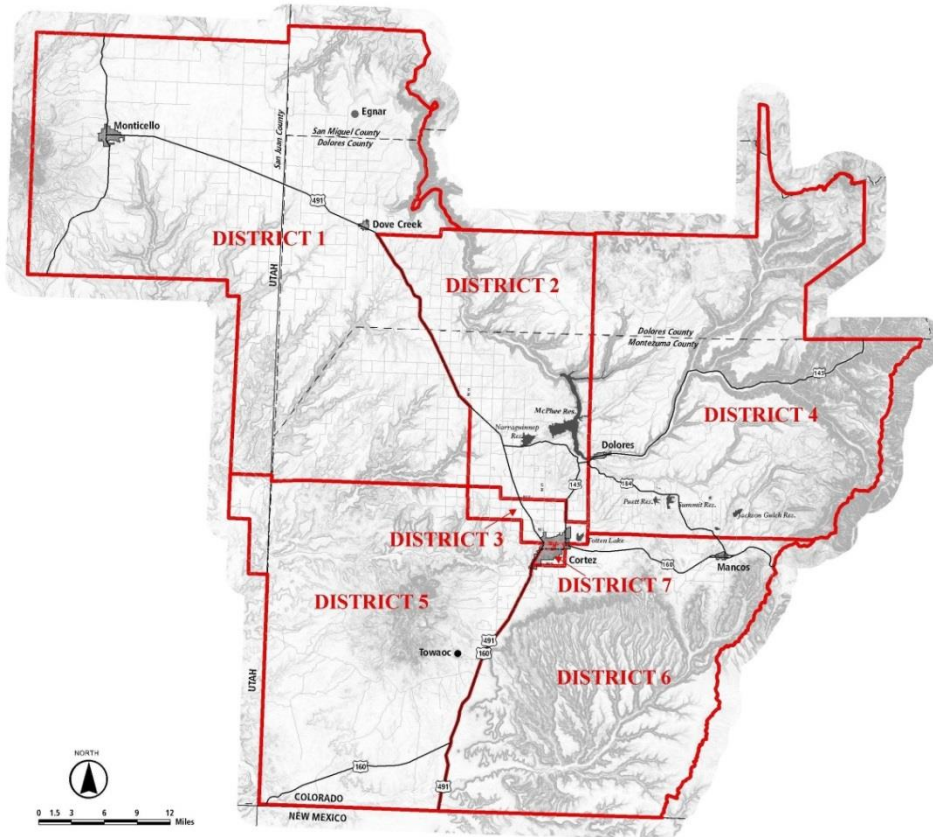 Egnar
Monticello
San Juan County
San Miguel County
Dolores County
491
Dove Creek
DISTRICT 1
UTAH
DISTRICT 2
Dolores County
Montezuma County
145
McPhee Res.
DISTRICT 4
Narraguinnep
Res.
Dolores
184
145
Puett Res.
Summit Res.
Jackson Gulch Res.
DISTRICT 3
Totten Lake
Cortez
160
Mancos
DISTRICT 7
DISTRICT 5
491
160
Towaoc
DISTRICT 6
UTAH
NORTH
160
491
0 1.5 3 6 9 12
Miles
COLORADO
NEW MEXICO